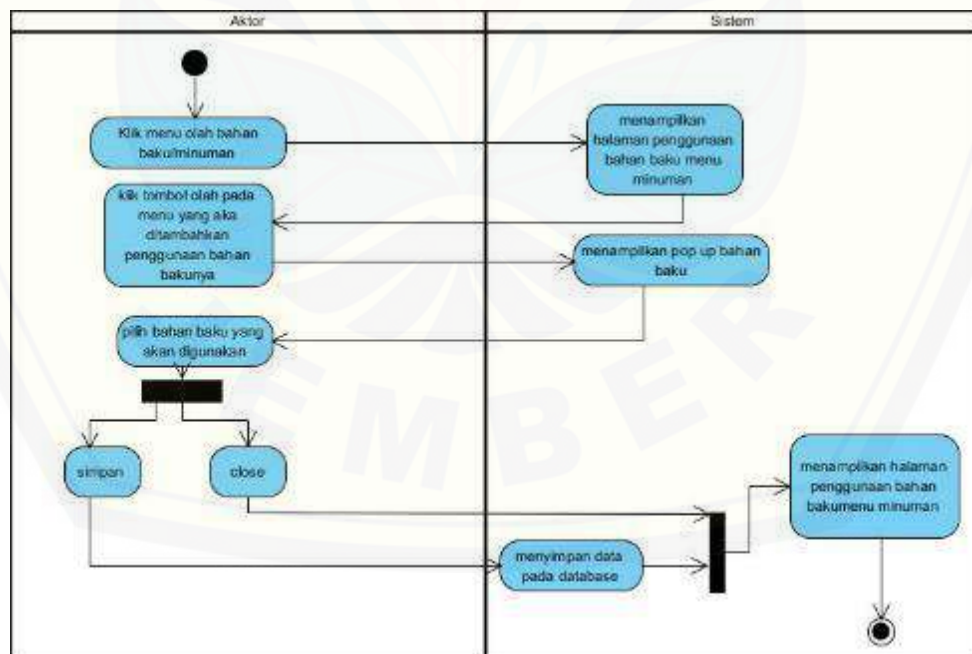 Aktor
Sistem
Klik menu olah bahan
baku/minuman
menampilkan
halaman penggunaan
bahan baku menu
minuman
klik tombol olah pada
menu yang aka
ditambahkan
penggunaan bahan
bakunya
menampilkan pop up bahan
baku
pilih bahan baku yang
akan digunakan
simpan
close
menampilkan halaman
penggunaan bahan
bakumenu minuman
menyimpan data
pada database
EMBER